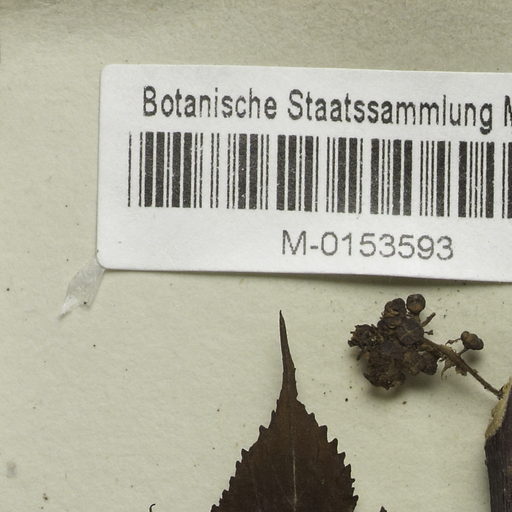 Botanische Staatssammlung
M-0153593